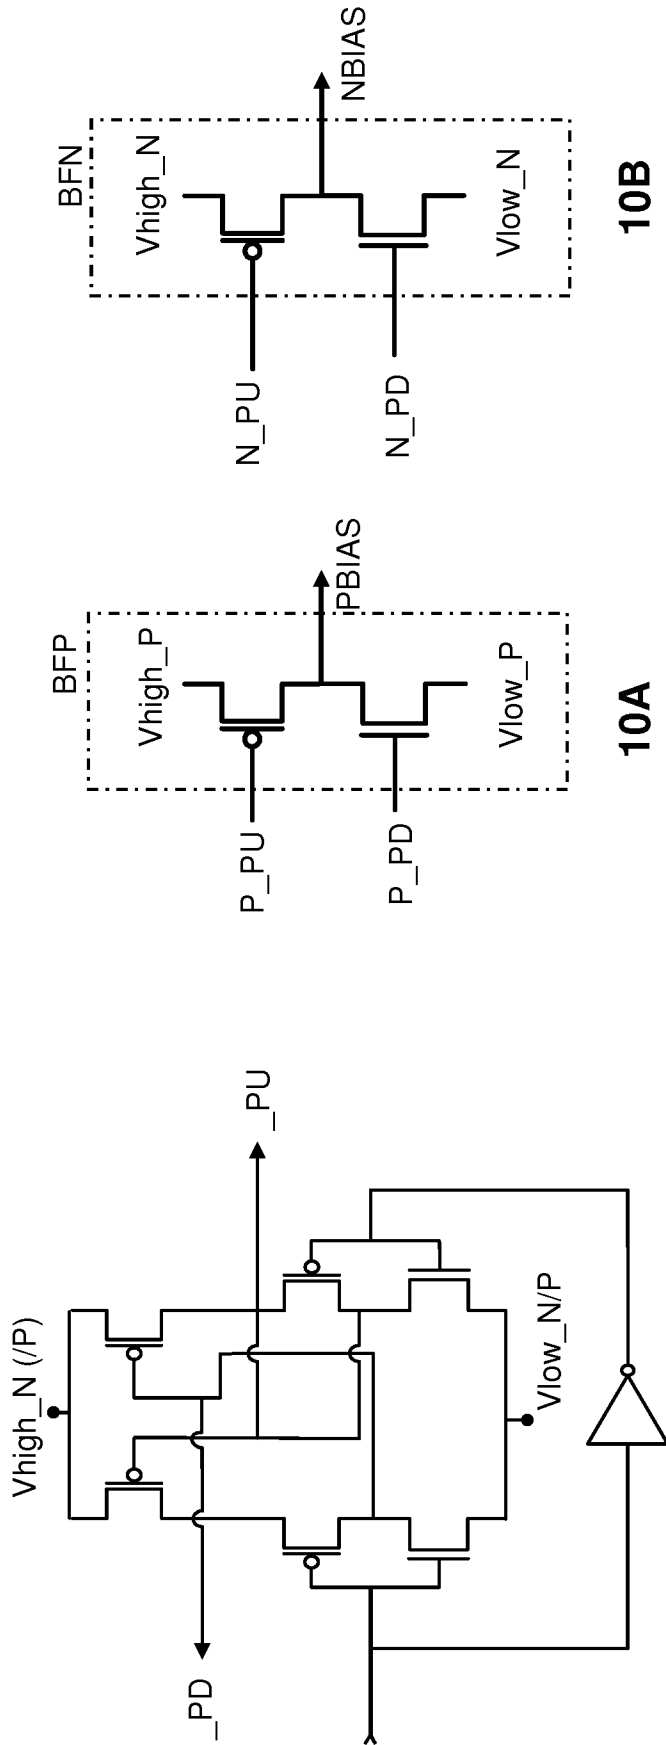 Vhigh_N (/P)
_PD
_PU
Vlow_N/P
BFP
Vhigh_P
P_PU
PBIAS
P_PD
Vlow_P
10A
BFN
Vhigh_N
N_PU
NBIAS
N_PD
Vlow_N
10B